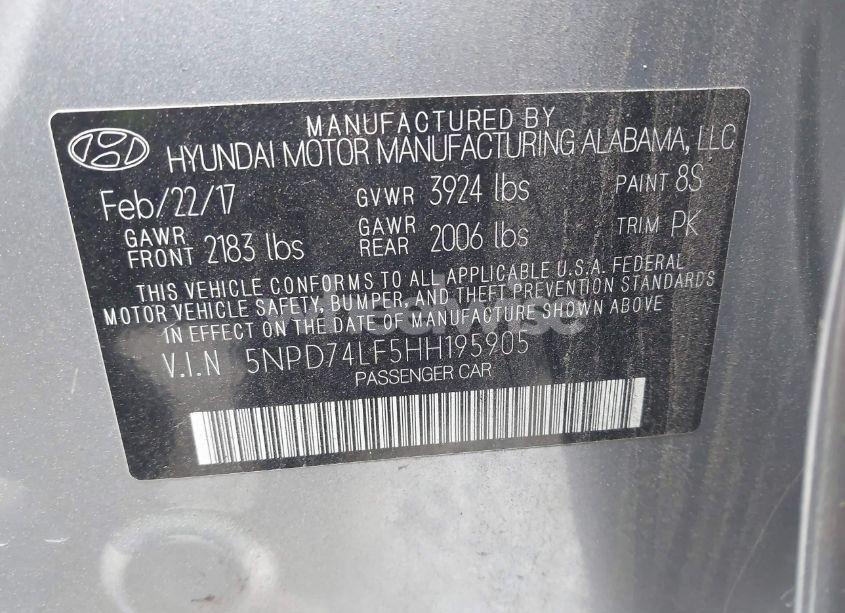 MANUFACTURED BY
HYUNDAI MOTOR MANUFACTURING ALABAMA, LLC
Feb/22/17 GVWR 3924 lbs PAINT 8S
GAWR FRONT 2183 lbs GAWR REAR 2006 lbs TRIM PK
THIS VEHICLE CONFORMS TO ALL APPLICABLE U.S.A. FEDERAL
MOTOR VEHICLE SAFETY, BUMPER, AND THEFT PREVENTION STANDARDS
IN EFFECT ON THE DATE OF MANUFACTURE SHOWN ABOVE
V.I.N 5NPD74LF5HH195905
PASSENGER CAR